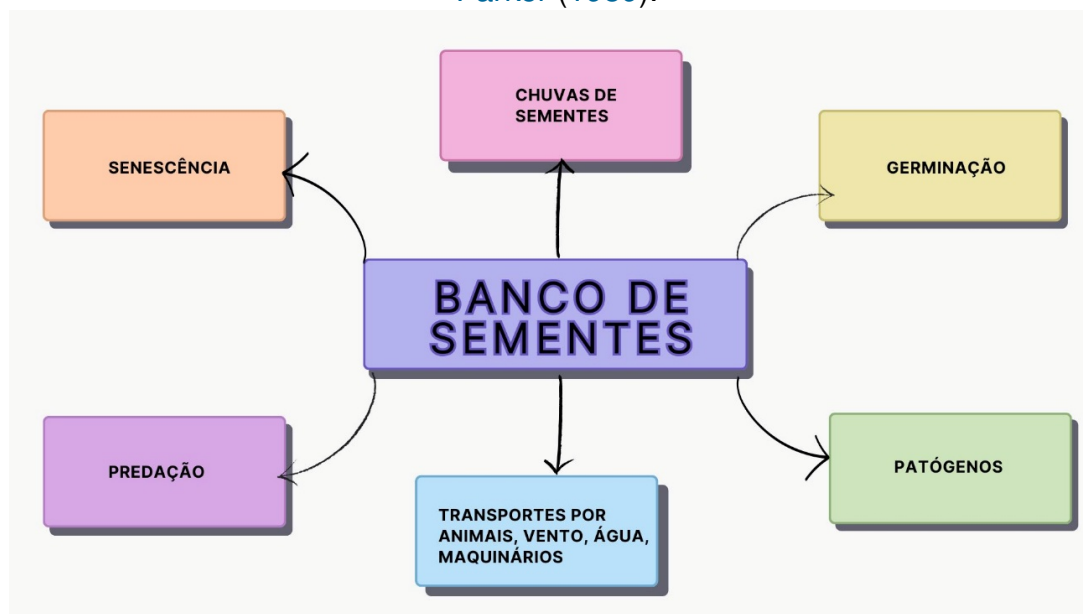 CHUVAS DE
SEMENTES
SENESCÊNCIA
GERMINAÇÃO
BANCO DE
SEMENTES
PREDAÇÃO
TRANSPORTES POR
ANIMAIS, VENTO, ÁGUA,
MAQUINÁRIOS
PATÓGENOS